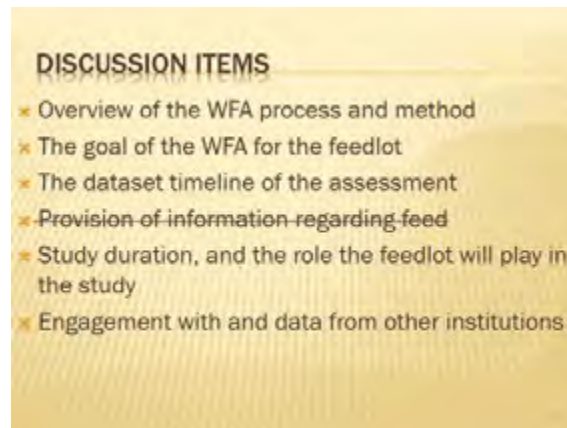 DISCUSSION ITEMS
Overview of the WFA process and method
The goal of the WFA for the feedlot
The dataset timeline of the assessment
Provision of information regarding feed
Study duration, and the role the feedlot will play in
the study
Engagement with and data from other institutions